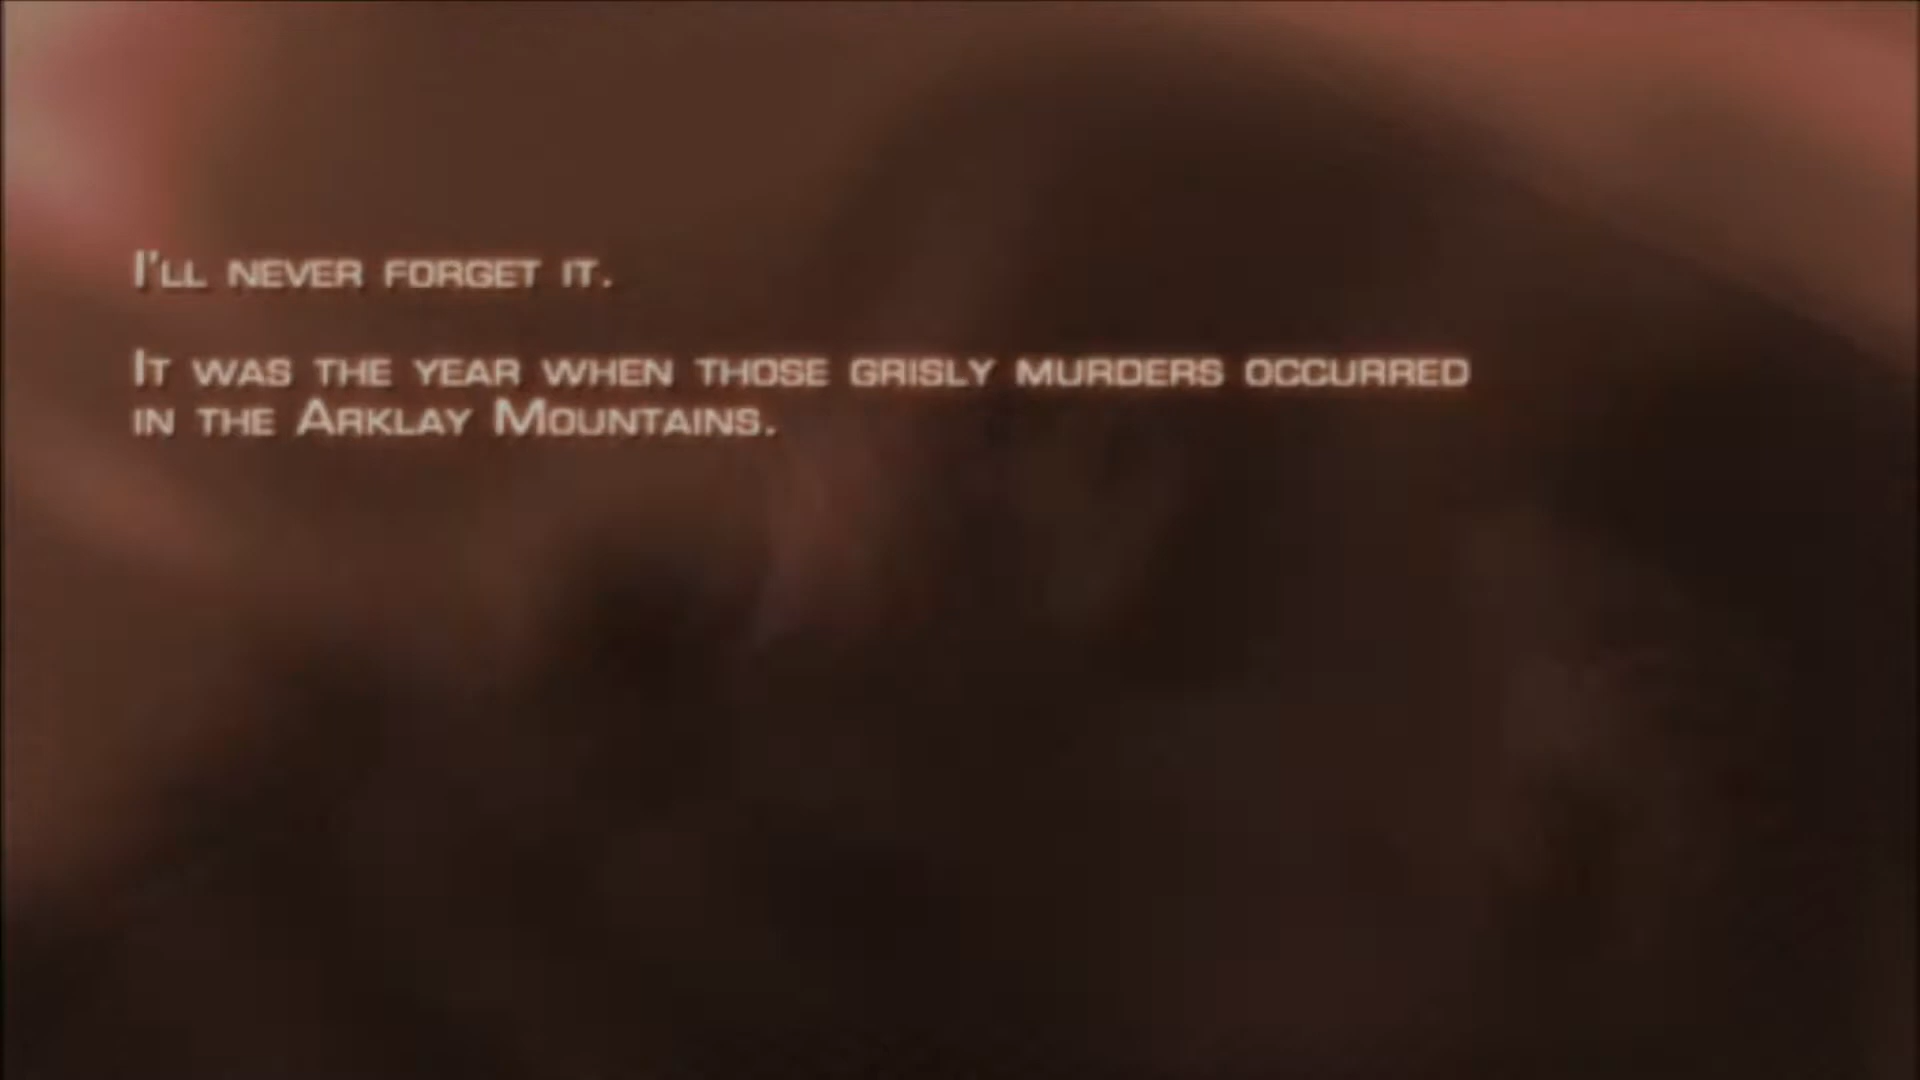 I'll never forget it.
It was the year when those grisly murders occurred
in the Arklay Mountains.